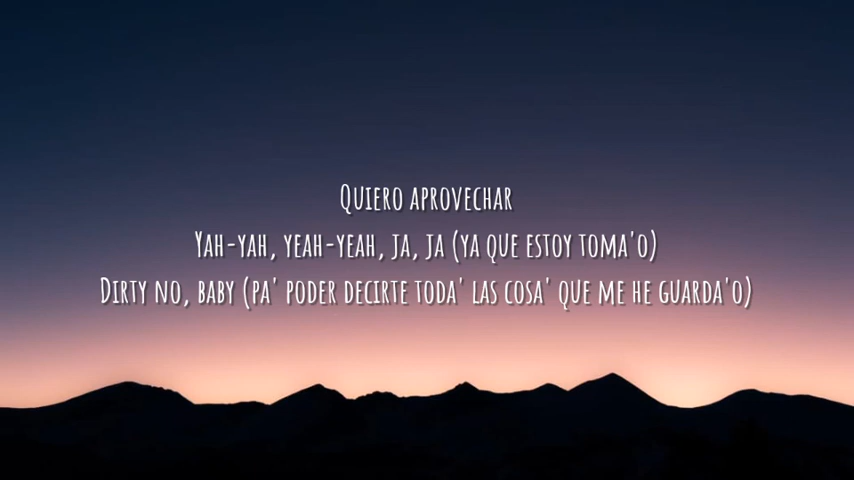 Quiero aprovechar
Yah-yah, yeah-yeah, ja, ja (ya que estoy toma'o)
Dirty no, baby (pa' poder decirte toda' las cosa' que me he guarda'o)